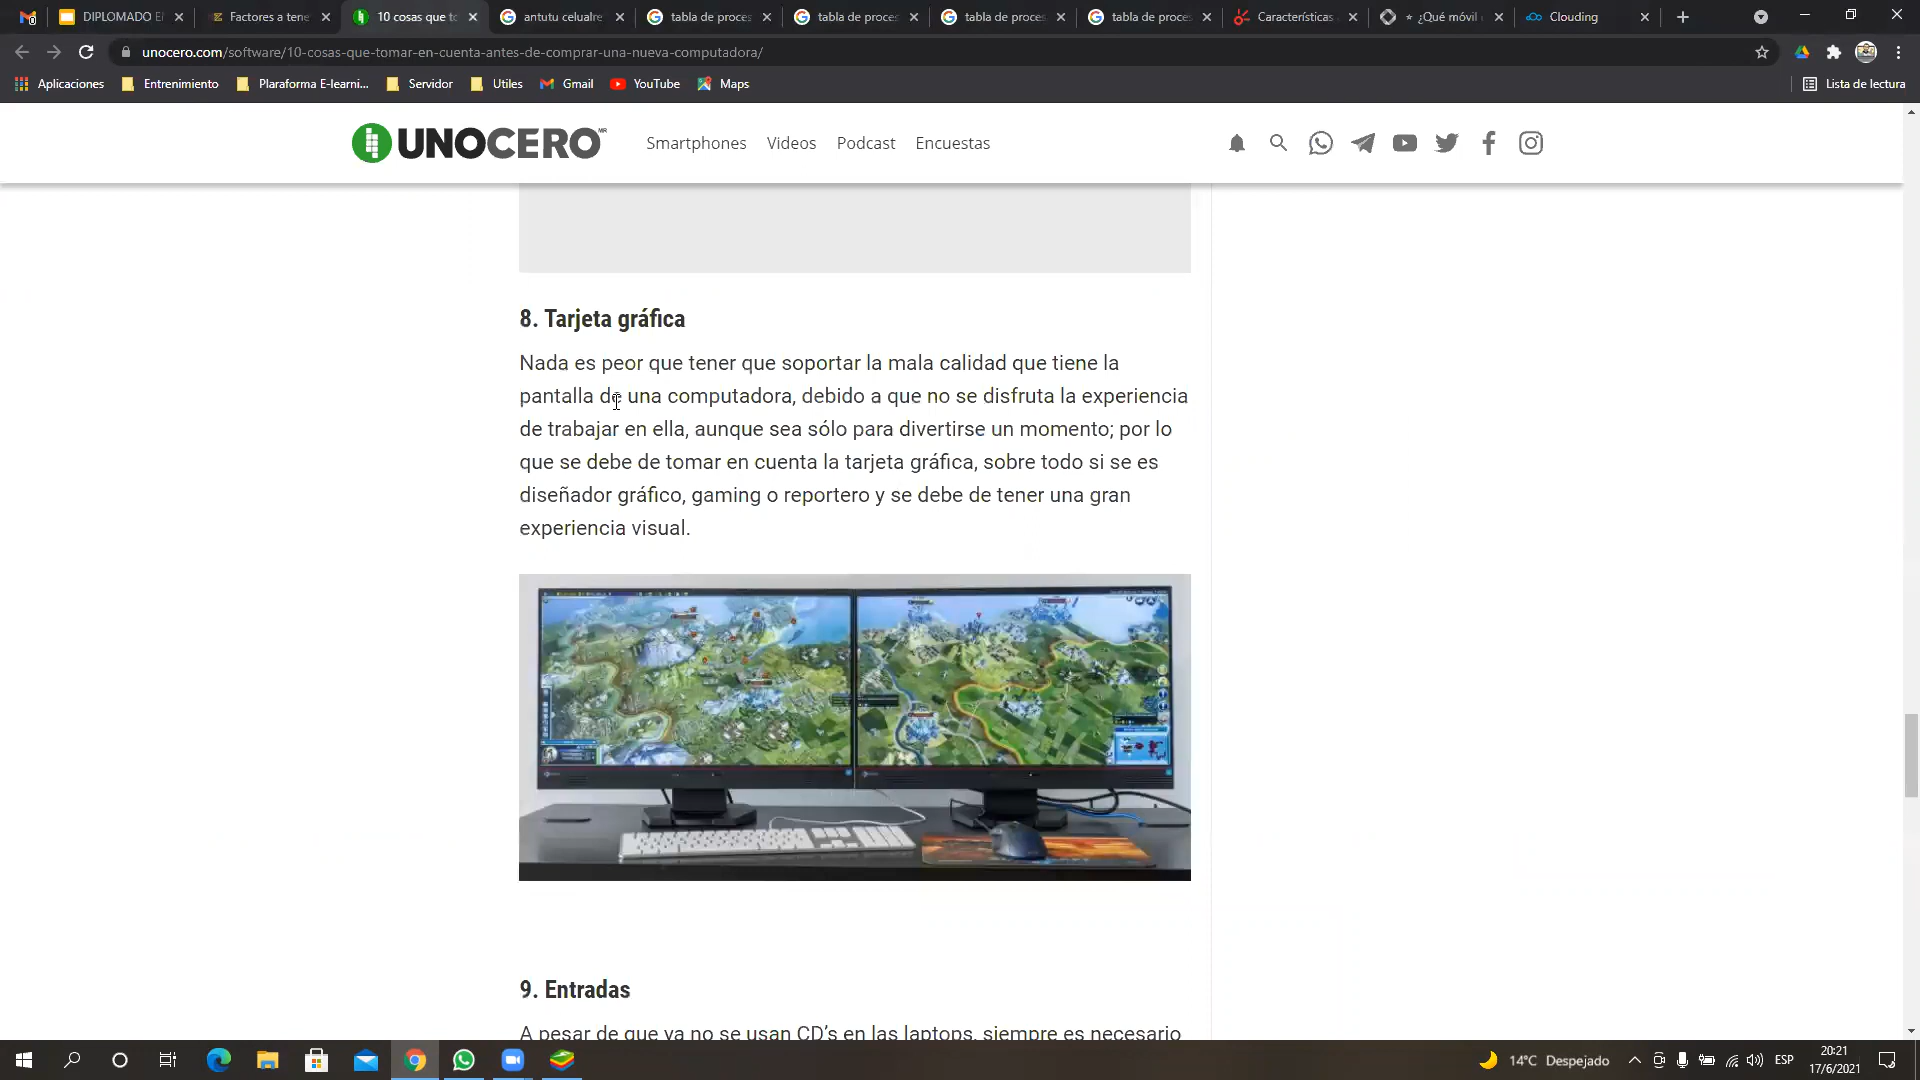 DIPLOMADO E
Factores a tene
10 cosas que to
antutu celualre
tabla de proces
tabla de proces
tabla de proces
tabla de proces
Características
¿Qué móvil
Clouding
unocero.com/software/10-cosas-que-tomar-en-cuenta-antes-de-comprar-una-nueva-computadora/
Aplicaciones
Entrenimiento
Plaraforma E-learni...
Servidor
Utiles
Gmail
YouTube
Maps
Lista de lectura
UNOCERO
Smartphones
Videos
Podcast
Encuestas
8. Tarjeta gráfica
Nada es peor que tener que soportar la mala calidad que tiene la
pantalla de una computadora, debido a que no se disfruta la experiencia
de trabajar en ella, aunque sea sólo para divertirse un momento; por lo
que se debe de tomar en cuenta la tarjeta gráfica, sobre todo si se es
diseñador gráfico, gaming o reportero y se debe de tener una gran
experiencia visual.
9. Entradas
A pesar de que ya no se usan CD’s en las laptops, siempre es necesario
14°C Despejado
ESP
20:21
17/6/2021